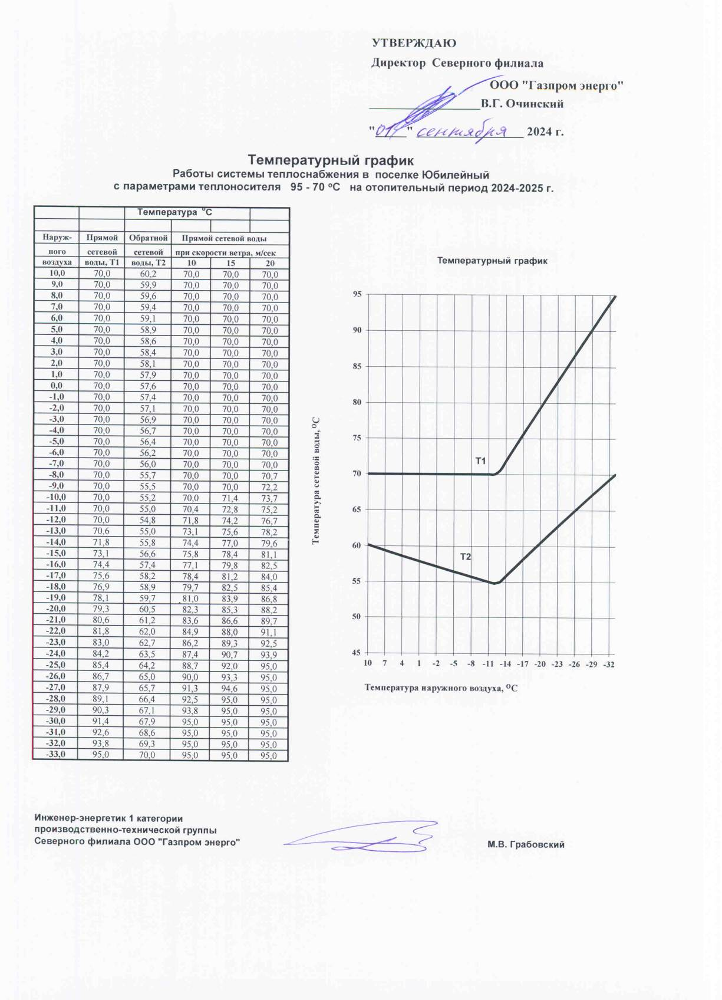 УТВЕРЖДАЮ
Директор Северного филиала
ООО "Газпром энерго"
В.Г. Очинский
"04" сентября 2024 г.
Температурный график
Работы системы теплоснабжения в поселке Юбилейный
с параметрами теплоносителя 95 - 70 ºС на отопительный период 2024-2025 г.
Температура ºС
Наруж- Прямой Обратной Прямой сетевой воды
ного сетевой сетевой при скорости ветра, м/сек
воздуха воды, Т1 воды, Т2 10 15 20
10,0 70,0 60,2 70,0 70,0 70,0
9,0 70,0 59,9 70,0 70,0 70,0
8,0 70,0 59,6 70,0 70,0 70,0
7,0 70,0 59,4 70,0 70,0 70,0
6,0 70,0 59,1 70,0 70,0 70,0
5,0 70,0 58,9 70,0 70,0 70,0
4,0 70,0 58,6 70,0 70,0 70,0
3,0 70,0 58,4 70,0 70,0 70,0
2,0 70,0 58,1 70,0 70,0 70,0
1,0 70,0 57,9 70,0 70,0 70,0
0,0 70,0 57,6 70,0 70,0 70,0
-1,0 70,0 57,4 70,0 70,0 70,0
-2,0 70,0 57,1 70,0 70,0 70,0
-3,0 70,0 56,9 70,0 70,0 70,0
-4,0 70,0 56,7 70,0 70,0 70,0
-5,0 70,0 56,4 70,0 70,0 70,0
-6,0 70,0 56,2 70,0 70,0 70,0
-7,0 70,0 56,0 70,0 70,0 70,0
-8,0 70,0 55,7 70,0 70,0 70,7
-9,0 70,0 55,5 70,0 70,0 72,2
-10,0 70,0 55,2 70,0 71,4 73,7
-11,0 70,0 55,0 70,4 72,8 75,2
-12,0 70,0 54,8 71,8 74,2 76,7
-13,0 70,6 55,0 73,1 75,6 78,2
-14,0 71,8 55,8 74,4 77,0 79,6
-15,0 73,1 56,6 75,8 78,4 81,1
-16,0 74,4 57,4 77,1 79,8 82,5
-17,0 75,6 58,2 78,4 81,2 84,0
-18,0 76,9 58,9 79,7 82,5 85,4
-19,0 78,1 59,7 81,0 83,9 86,8
-20,0 79,3 60,5 82,3 85,3 88,2
-21,0 80,6 61,2 83,6 86,6 89,7
-22,0 81,8 62,0 84,9 88,0 91,1
-23,0 83,0 62,7 86,2 89,3 92,5
-24,0 84,2 63,5 87,4 90,7 93,9
-25,0 85,4 64,2 88,7 92,0 95,0
-26,0 86,7 65,0 90,0 93,3 95,0
-27,0 87,9 65,7 91,3 94,6 95,0
-28,0 89,1 66,4 92,5 95,0 95,0
-29,0 90,3 67,1 93,8 95,0 95,0
-30,0 91,4 67,9 95,0 95,0 95,0
-31,0 92,6 68,6 95,0 95,0 95,0
-32,0 93,8 69,3 95,0 95,0 95,0
-33,0 95,0 70,0 95,0 95,0 95,0
Температурный график
Температура сетевой воды, ОС
95
90
85
80
75
70
65
60
55
50
45
Т1
Т2
10 7 4 1 -2 -5 -8 -11 -14 -17 -20 -23 -26 -29 -32
Температура наружного воздуха, ОС
Инженер-энергетик 1 категории
производственно-технической группы
Северного филиала ООО "Газпром энерго"
М.В. Грабовский